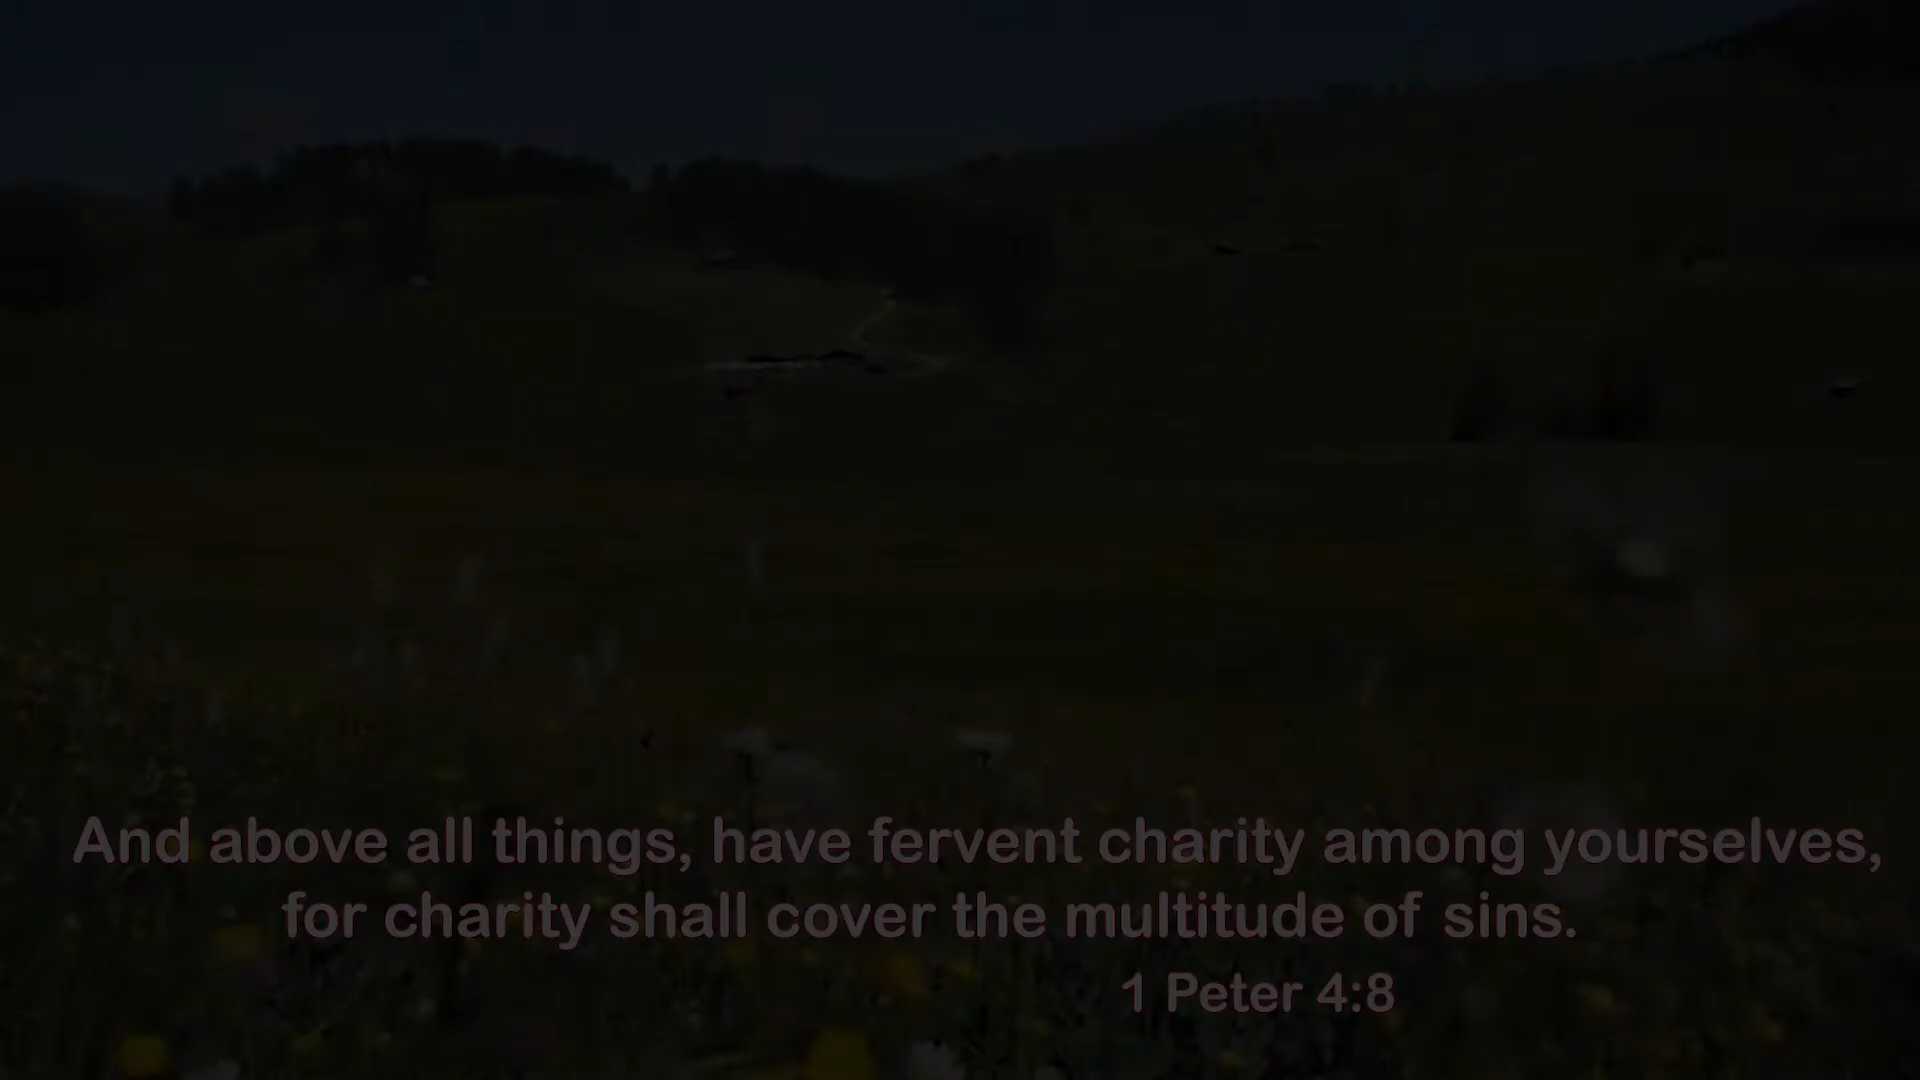 And above all things, have fervent charity among yourselves,
for charity shall cover the multitude of sins.
1 Peter 4:8